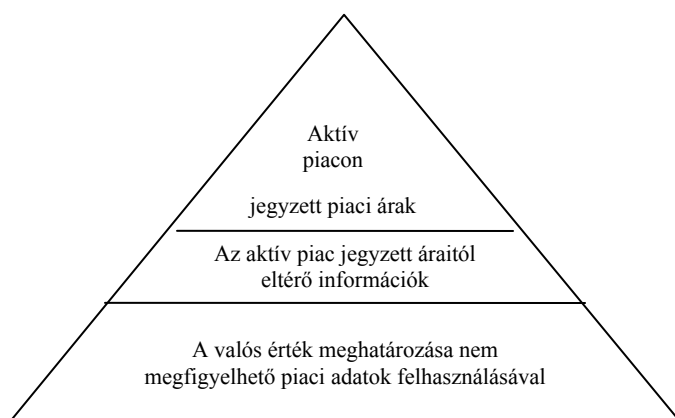 Aktív
piacon
jegyzett piaci árak
Az aktív piac jegyzett áraitól
eltérő információk
A valós érték meghatározása nem
megfigyelhető piaci adatok felhasználásával